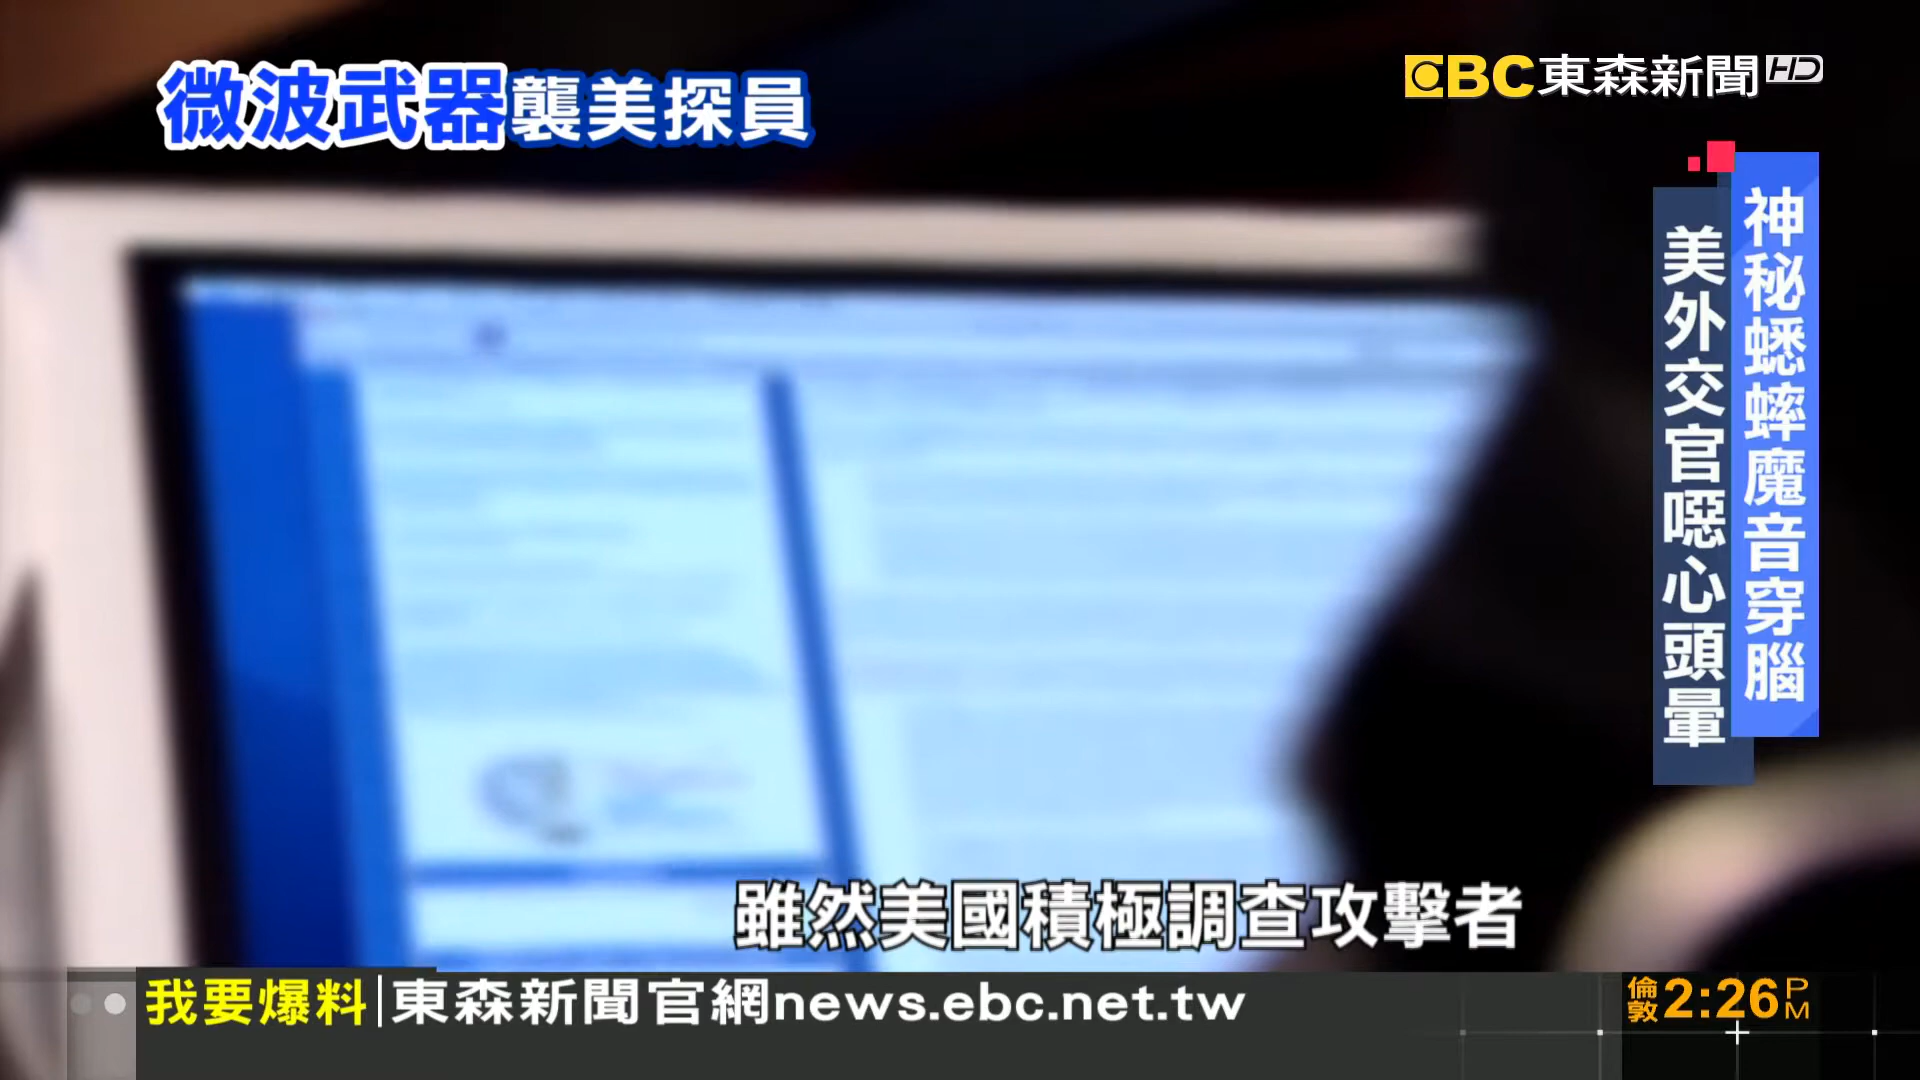 微波武器襲美探員
EBC東森新聞HD
神秘蟋蟀魔音穿腦
美外交官噁心頭暈
雖然美國積極調查攻擊者
我要爆料|東森新聞官網news.ebc.net.tw
倫敦2:26PM